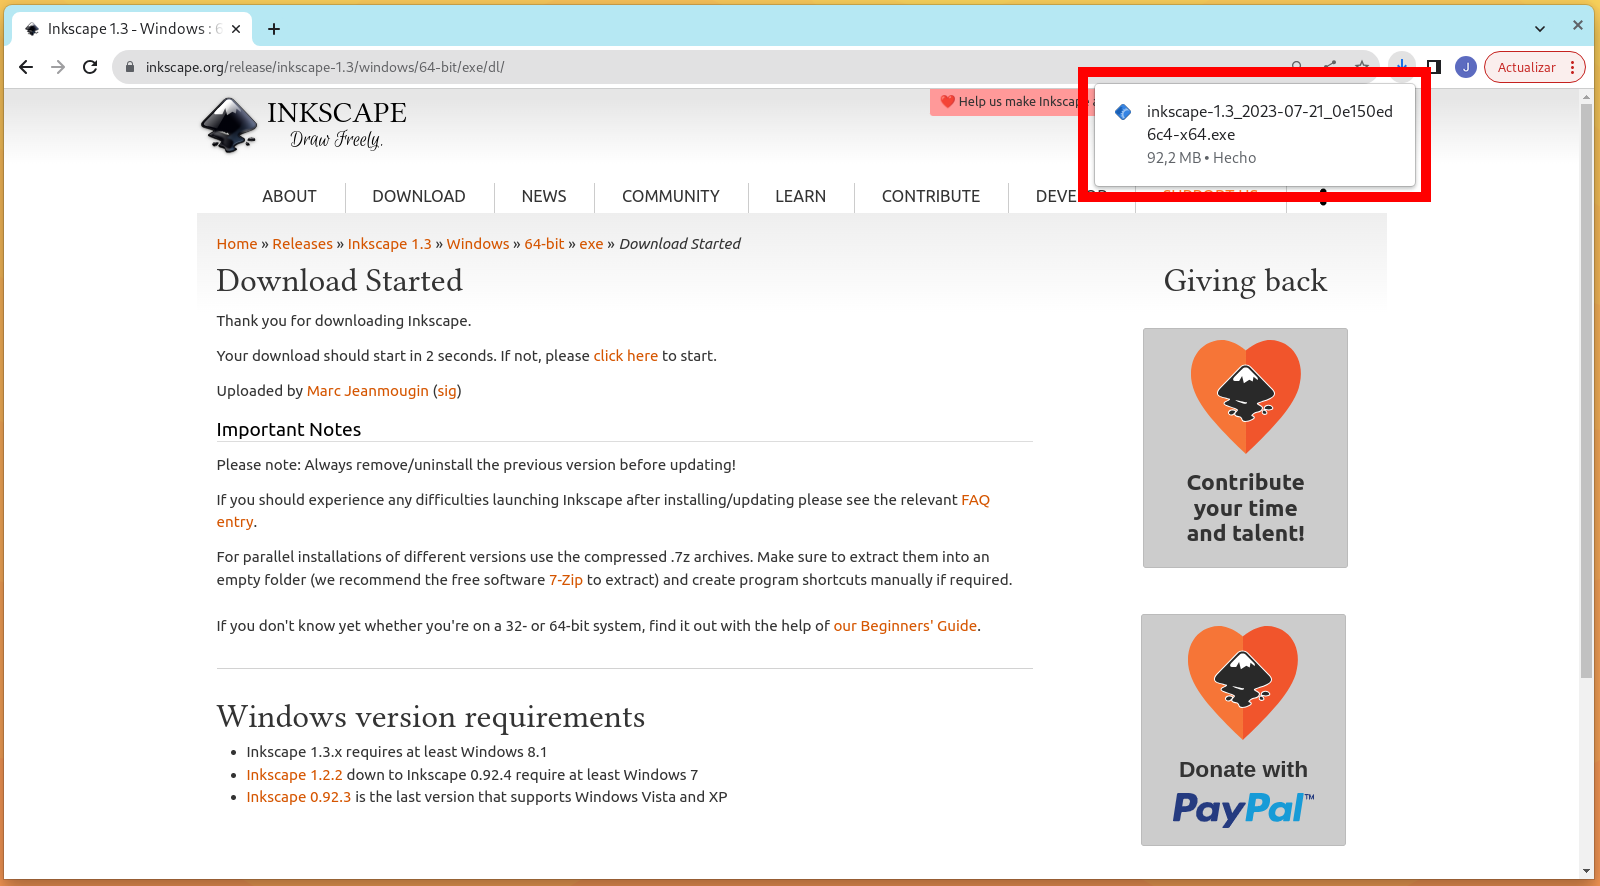 Inkscape 1.3 - Windows : 6
inkscape.org/release/inkscape-1.3/windows/64-bit/exe/dl/
J
Actualizar
INKSCAPE
Draw Freely.
Help us make Inkscape a
inkscape-1.3_2023-07-21_0e150ed
6c4-x64.exe
92,2 MB • Hecho
ABOUT
DOWNLOAD
NEWS
COMMUNITY
LEARN
CONTRIBUTE
DEVELOP
SUPPORT US
Home » Releases » Inkscape 1.3 » Windows » 64-bit » exe » Download Started
Download Started
Thank you for downloading Inkscape.
Your download should start in 2 seconds. If not, please click here to start.
Uploaded by Marc Jeanmougin (sig)
Important Notes
Please note: Always remove/uninstall the previous version before updating!
If you should experience any difficulties launching Inkscape after installing/updating please see the relevant FAQ
entry.
For parallel installations of different versions use the compressed .7z archives. Make sure to extract them into an
empty folder (we recommend the free software 7-Zip to extract) and create program shortcuts manually if required.
If you don't know yet whether you're on a 32- or 64-bit system, find it out with the help of our Beginners' Guide.
Windows version requirements
• Inkscape 1.3.x requires at least Windows 8.1
• Inkscape 1.2.2 down to Inkscape 0.92.4 require at least Windows 7
• Inkscape 0.92.3 is the last version that supports Windows Vista and XP
Giving back
Contribute
your time
and talent!
Donate with
PayPal™